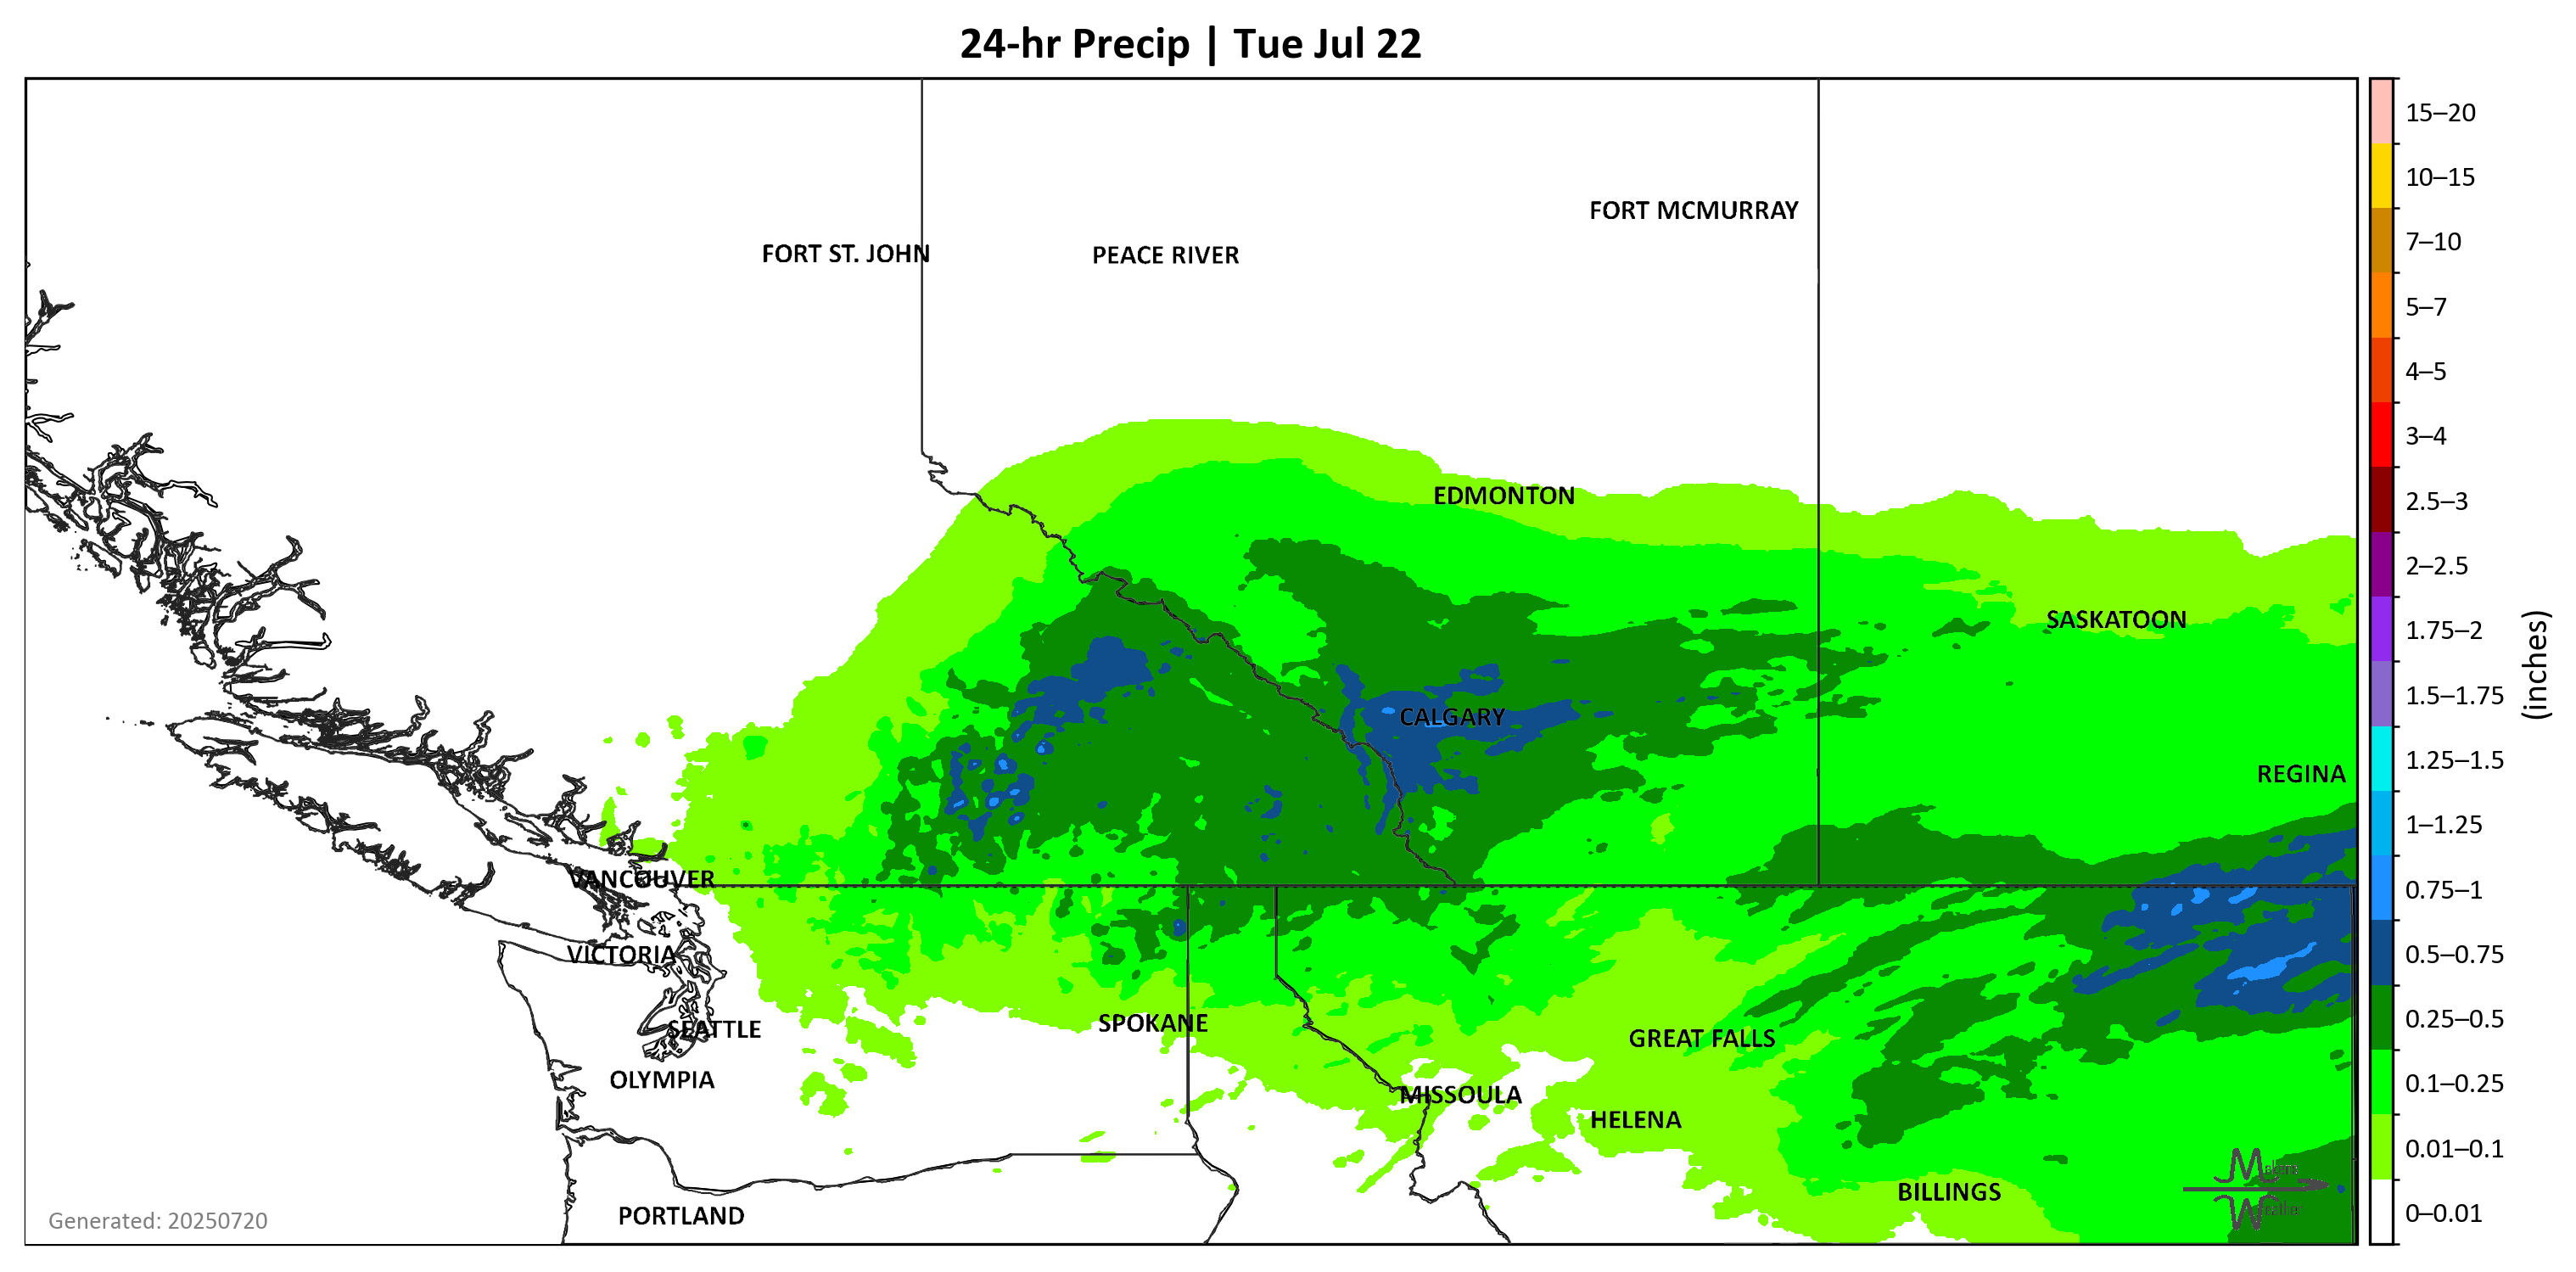 24-hr Precip | Tue Jul 22
15–20
10–15
FORT MCMURRAY
7–10
FORT ST. JOHN
PEACE RIVER
5–7
4–5
3–4
EDMONTON
2.5–3
2–2.5
SASKATOON
1.75–2
(inches)
1.5–1.75
CALGARY
1.25–1.5
REGINA
1–1.25
VANCOUVER
0.75–1
VICTORIA
0.5–0.75
SPOKANE
0.25–0.5
SEATTLE
GREAT FALLS
OLYMPIA
0.1–0.25
MISSOULA
HELENA
0.01–0.1
BILLINGS
Weather
PORTLAND
Generated: 20250720
0–0.01